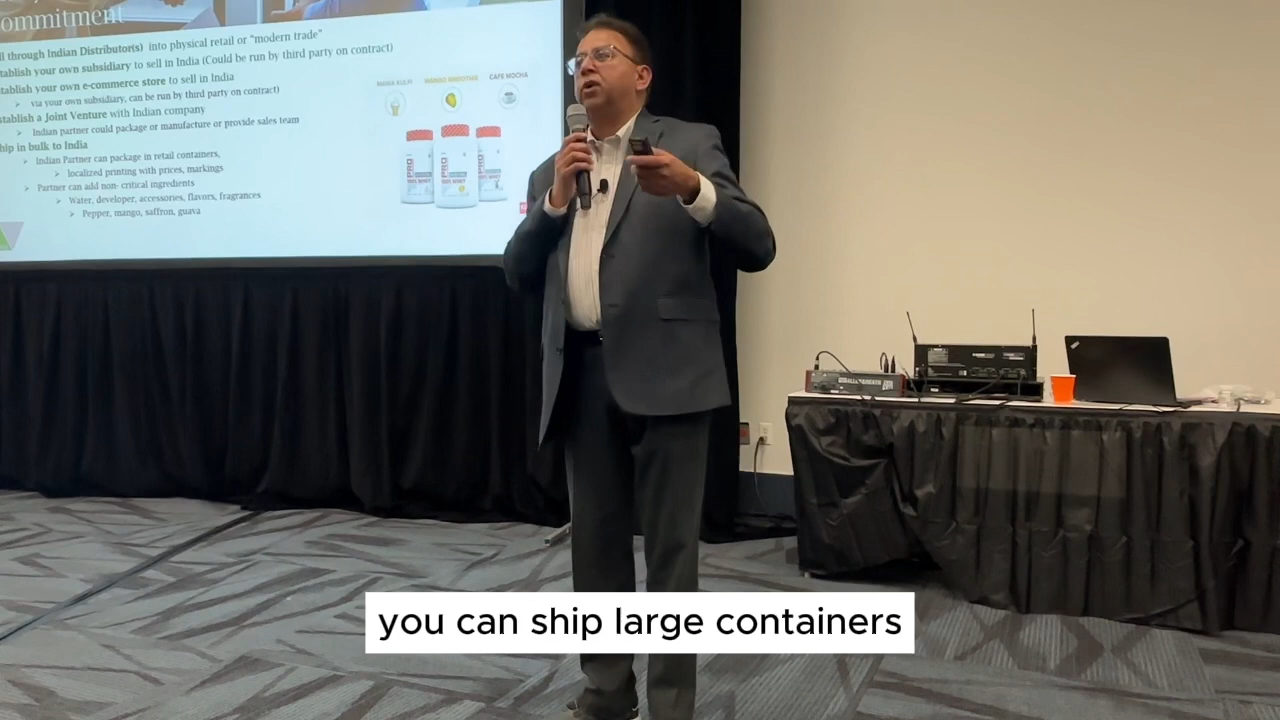 ommitment
ll through Indian Distributor(s) into physical retail or "modern trade"
tablish your own subsidiary to sell in India (Could be run by third party on contract)
tablish your own e-commerce store to sell in India
via your own subsidiary, can be run by third party on contract)
stablish a Joint Venture with Indian company
Indian partner could package or manufacture or provide sales team
hip in bulk to India
Indian Partner can package in retail containers,
localized printing with prices, markings
Partner can add non- critical ingredients
Water, developer, accessories, flavors, fragrances
Pepper, mango, saffron, guava
MANGO SMOOTHIE
CAFE MOCHA
PRO
100% WHEY
you can ship large containers